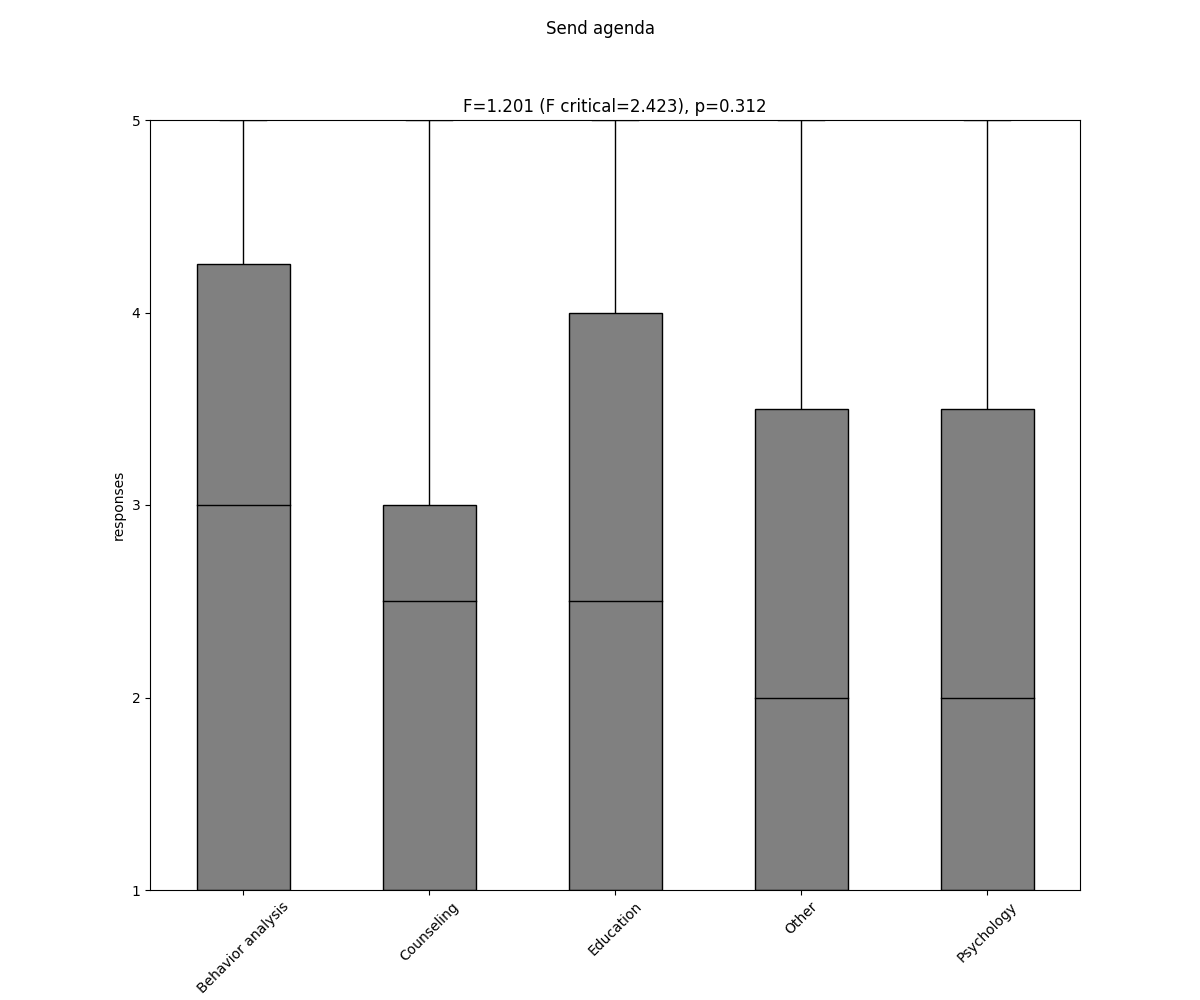 Send agenda
F=1.201 (F critical=2.423), p=0.312
5
4
3
2
1
responses
Behavior analysis
Counseling
Education
Other
Psychology